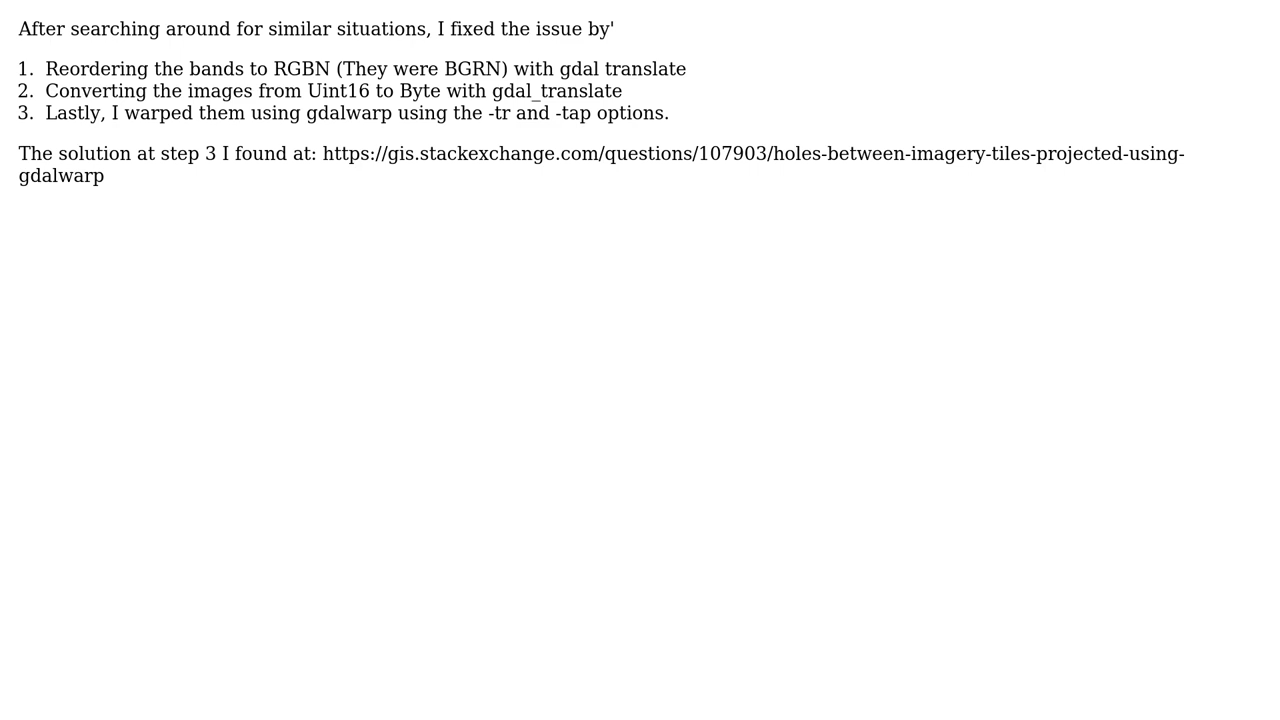 After searching around for similar situations, I fixed the issue by'
1. Reordering the bands to RGBN (They were BGRN) with gdal translate
2. Converting the images from Uint16 to Byte with gdal_translate
3. Lastly, I warped them using gdalwarp using the -tr and -tap options.
The solution at step 3 I found at: https://gis.stackexchange.com/questions/107903/holes-between-imagery-tiles-projected-using-
gdalwarp